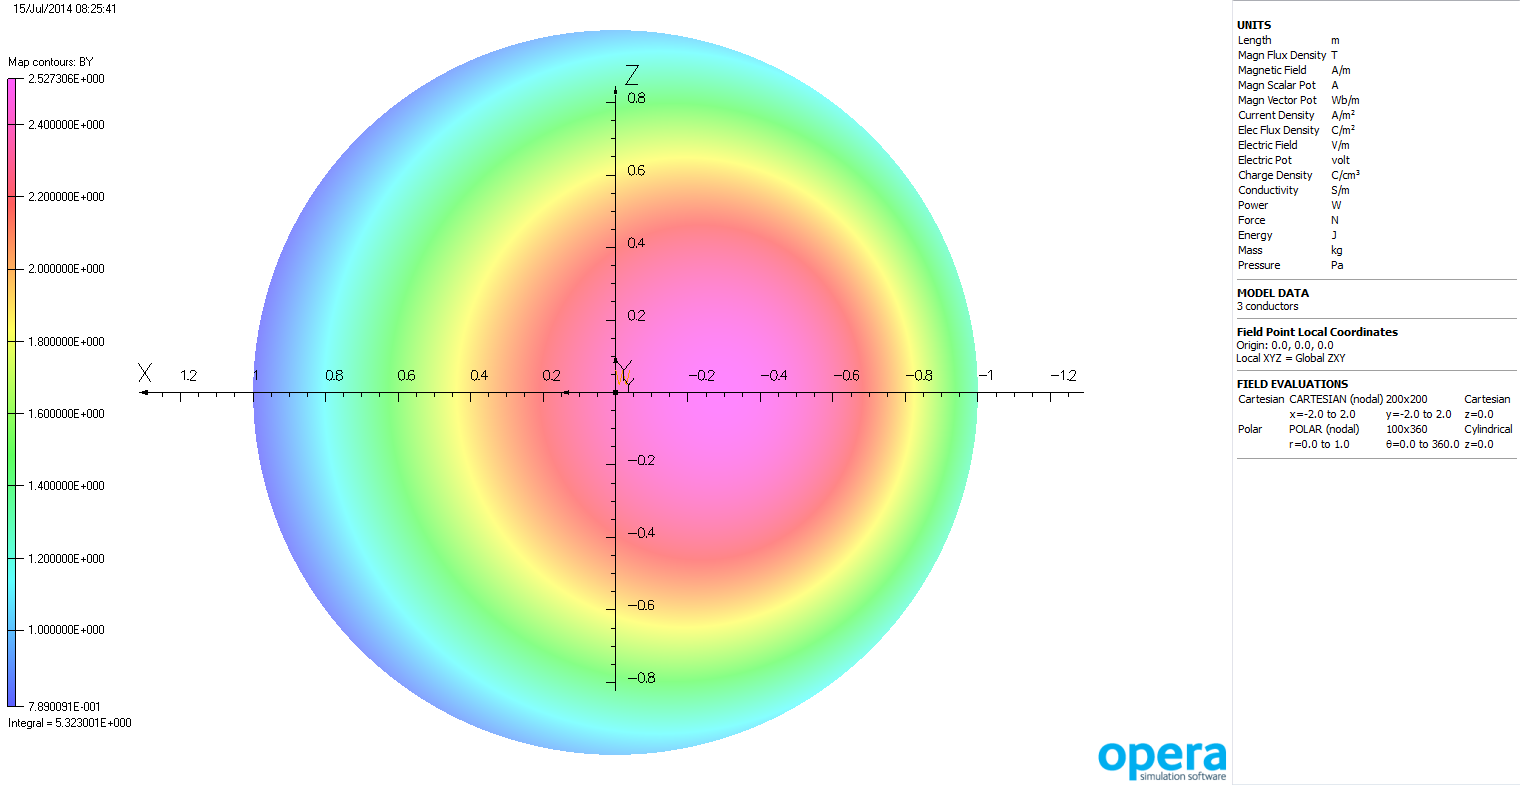 15/Jul/2014 08:25:41
Map contours: BY
2.527306E+000
2.400000E+000
2.200000E+000
2.000000E+000
1.800000E+000
1.600000E+000
1.400000E+000
1.200000E+000
1.000000E+000
7.890091E-001
Integral = 5.323001E+000
Z
0.8
0.6
0.4
0.2
X 1.2 1 0.8 0.6 0.4 0.2 Y −0.2 −0.4 −0.6 −0.8 −1 −1.2
Y
−0.2
−0.4
−0.6
−0.8
UNITS
Length m
Magn Flux Density T
Magnetic Field A/m
Magn Scalar Pot A
Magn Vector Pot Wb/m
Current Density A/m²
Elec Flux Density C/m²
Electric Field V/m
Electric Pot volt
Charge Density C/cm³
Conductivity S/m
Power W
Force N
Energy J
Mass kg
Pressure Pa
MODEL DATA
3 conductors
Field Point Local Coordinates
Origin: 0.0, 0.0, 0.0
Local XYZ = Global ZXY
FIELD EVALUATIONS
Cartesian CARTESIAN (nodal) 200x200 Cartesian
x=-2.0 to 2.0 y=-2.0 to 2.0 z=0.0
Polar POLAR (nodal) 100x360 Cylindrical
r=0.0 to 1.0 θ=0.0 to 360.0 z=0.0
opera
simulation software